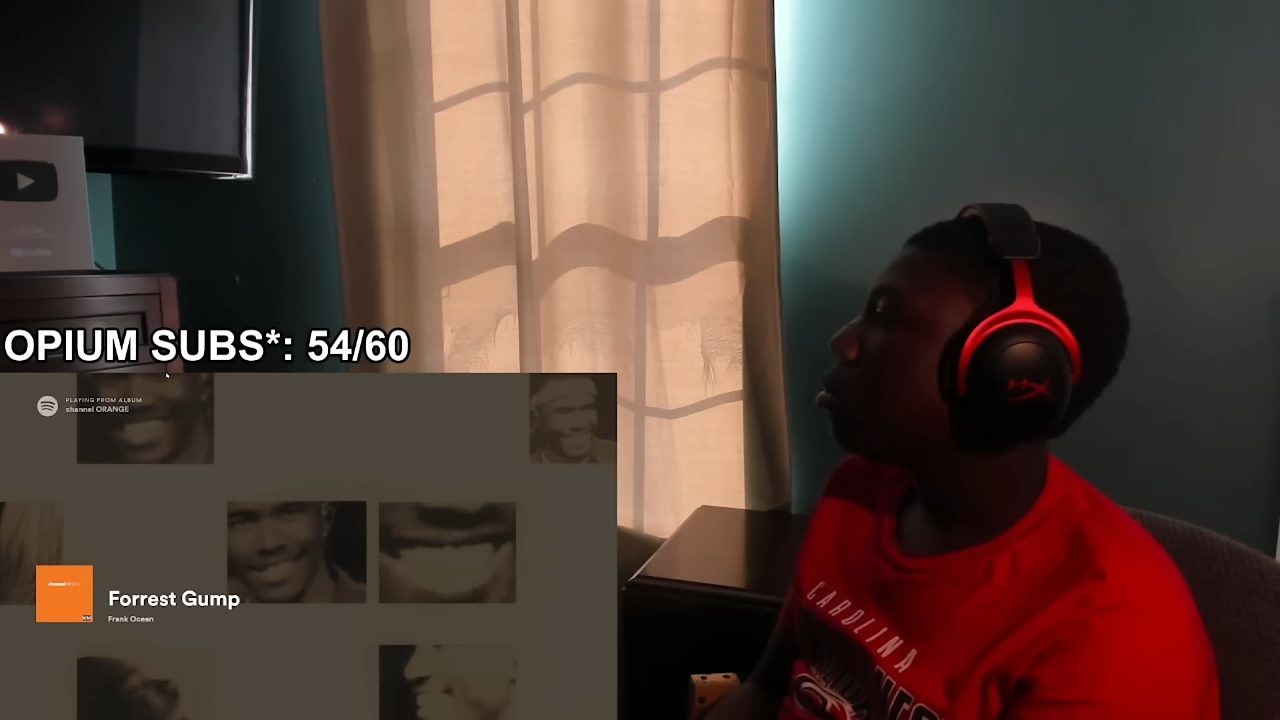 OPIUM SUBS*: 54/60
PLAYING FROM ALBUM
channel ORANGE
Forrest Gump
Frank Ocean
CAROLINA